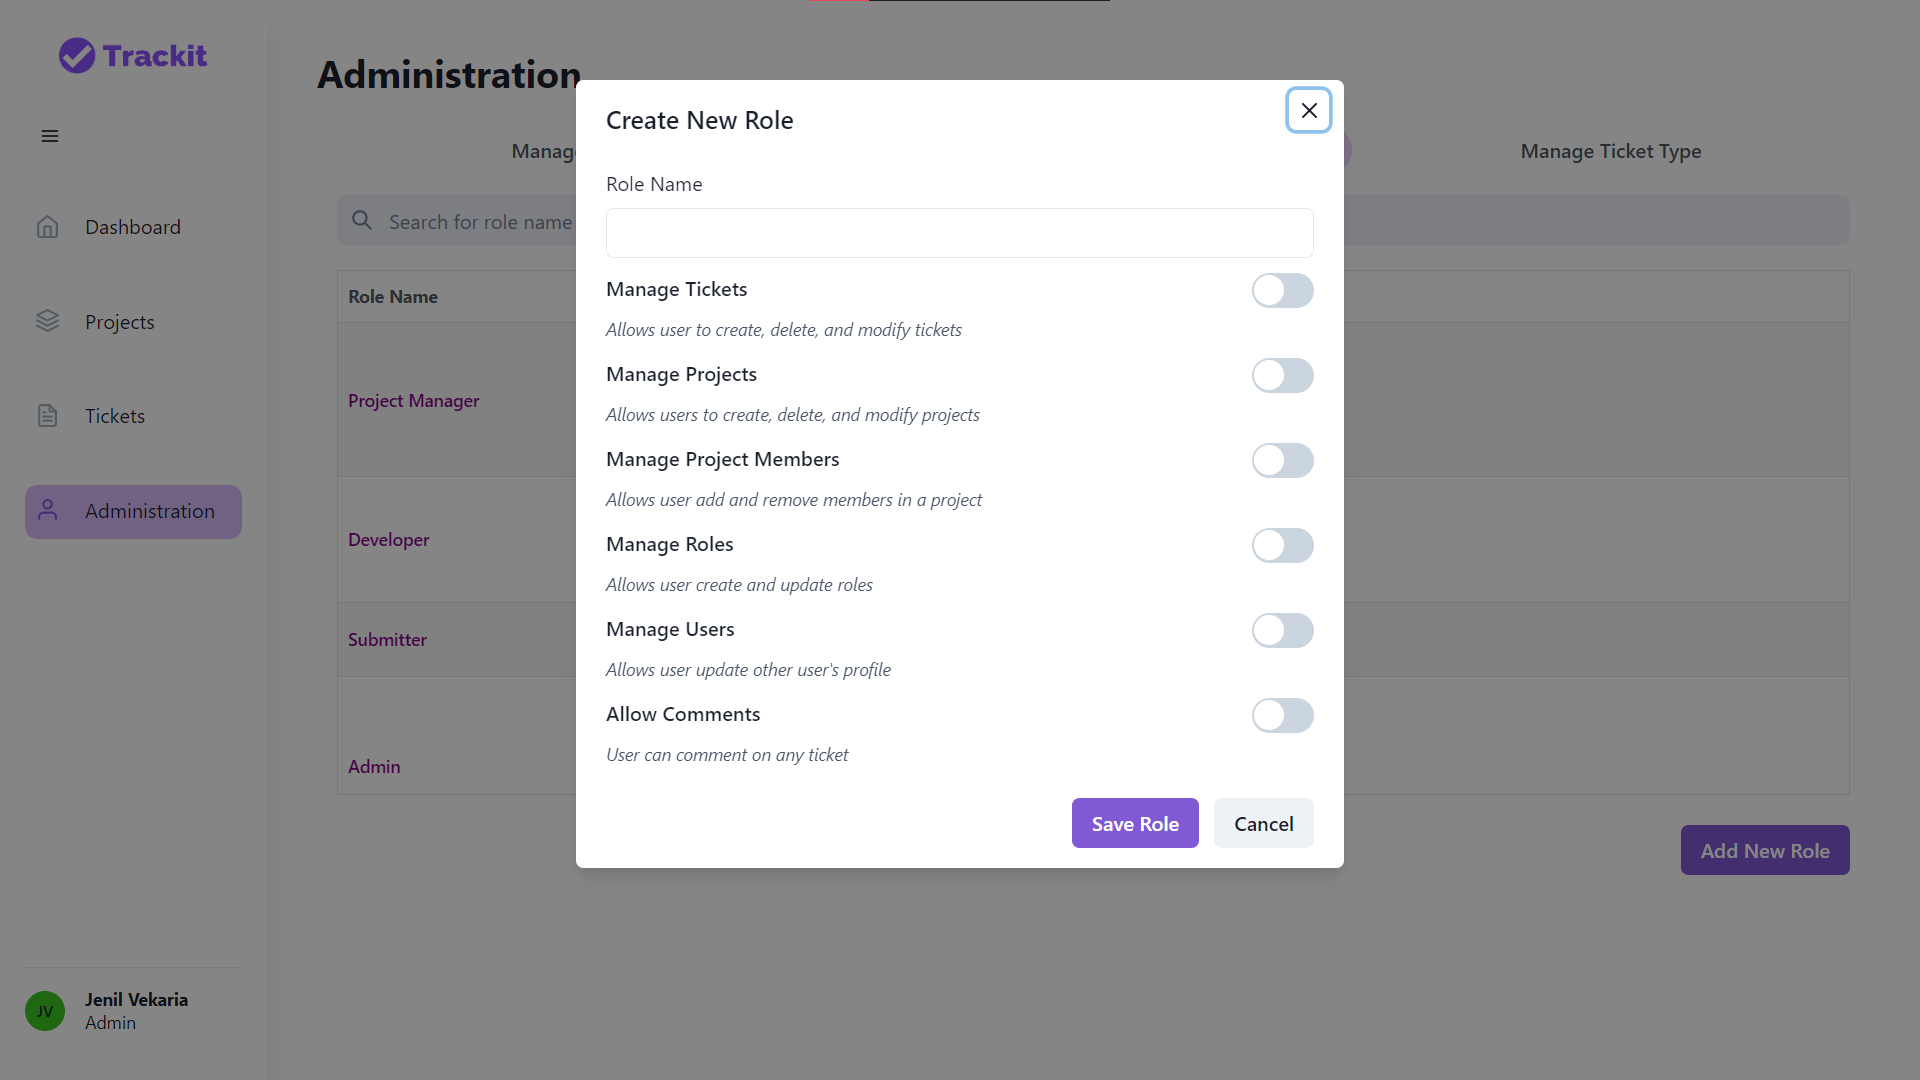 Trackit
Dashboard
Projects
Tickets
Administration
JV
Jenil Vekaria
Admin
Administration
Manage Ticket Type
Search for role name
Role Name
Project Manager
Developer
Submitter
Admin
Add New Role
Create New Role
Role Name
Manage Tickets
Allows user to create, delete, and modify tickets
Manage Projects
Allows users to create, delete, and modify projects
Manage Project Members
Allows user add and remove members in a project
Manage Roles
Allows user create and update roles
Manage Users
Allows user update other user's profile
Allow Comments
User can comment on any ticket
Save Role
Cancel